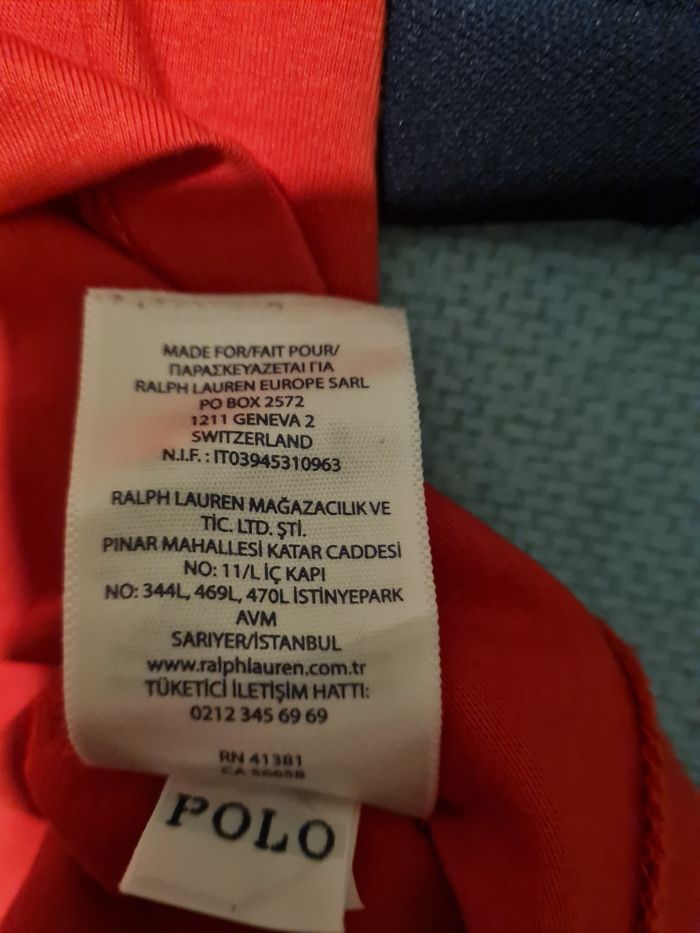 MADE FOR/FAIT POUR/
ΠΑΡΑΣΚΕΥΑΖΕΤΑΙ ΓΙΑ
RALPH LAUREN EUROPE SARL
PO BOX 2572
1211 GENEVA 2
SWITZERLAND
N.I.F. : IT03945310963
RALPH LAUREN MAĞAZACILIK VE
TİC. LTD. ŞTİ.
PINAR MAHALLESİ KATAR CADDESİ
NO: 11/L İÇ KAPI
NO: 344L, 469L, 470L İSTİNYEPARK
AVM
SARIYER/İSTANBUL
www.ralphlauren.com.tr
TÜKETİCİ İLETİŞİM HATTI:
0212 345 69 69
RN 41381
CA 56658
POLO